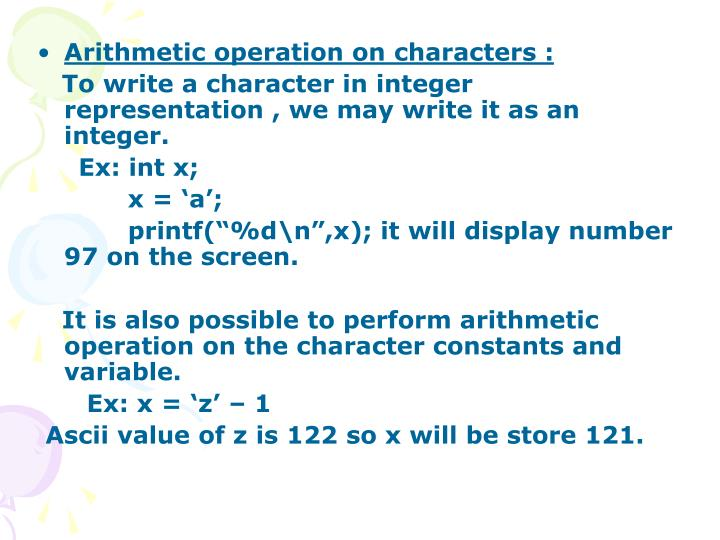 • Arithmetic operation on characters :
To write a character in integer
representation , we may write it as an
integer.
Ex: int x;
x = ‘a’;
printf(“%d\n”,x); it will display number
97 on the screen.
It is also possible to perform arithmetic
operation on the character constants and
variable.
Ex: x = ‘z’ – 1
Ascii value of z is 122 so x will be store 121.